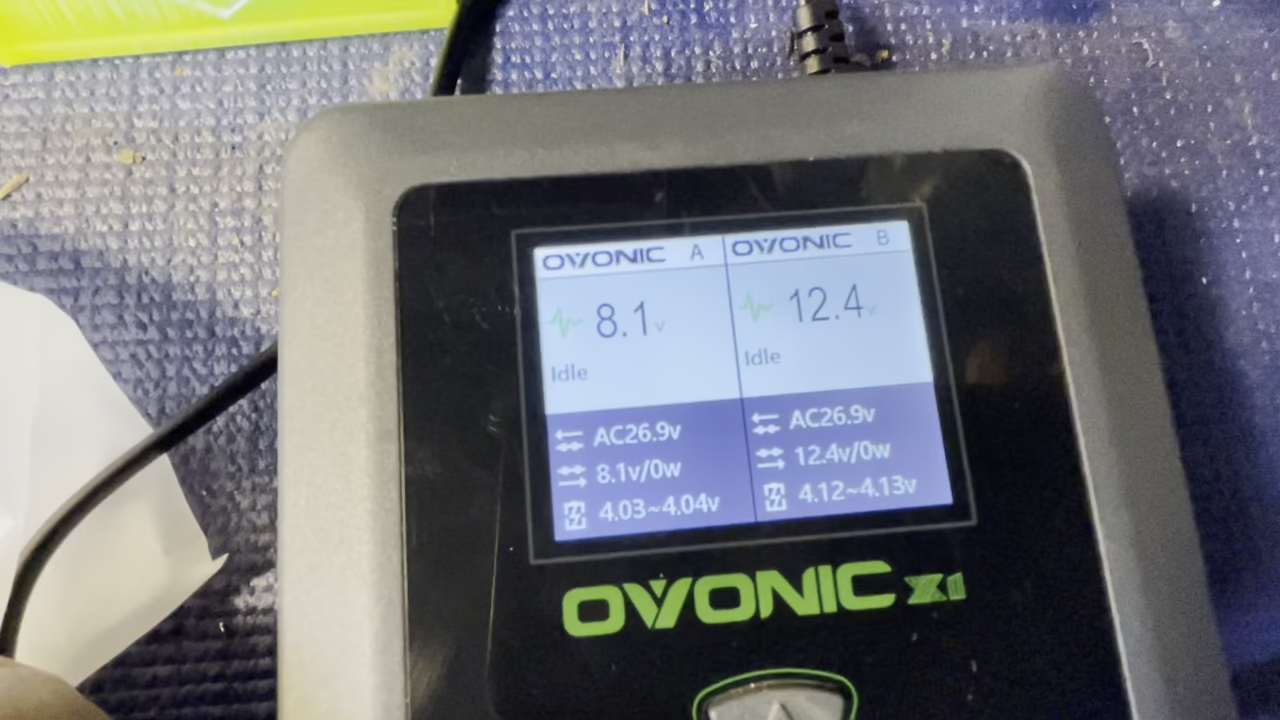 OVONIC A
8.1v
Idle
AC26.9v
8.1v/0w
4.03~4.04v
OVONIC B
12.4v
Idle
AC26.9v
12.4v/0w
4.12~4.13v
OVONIC X1